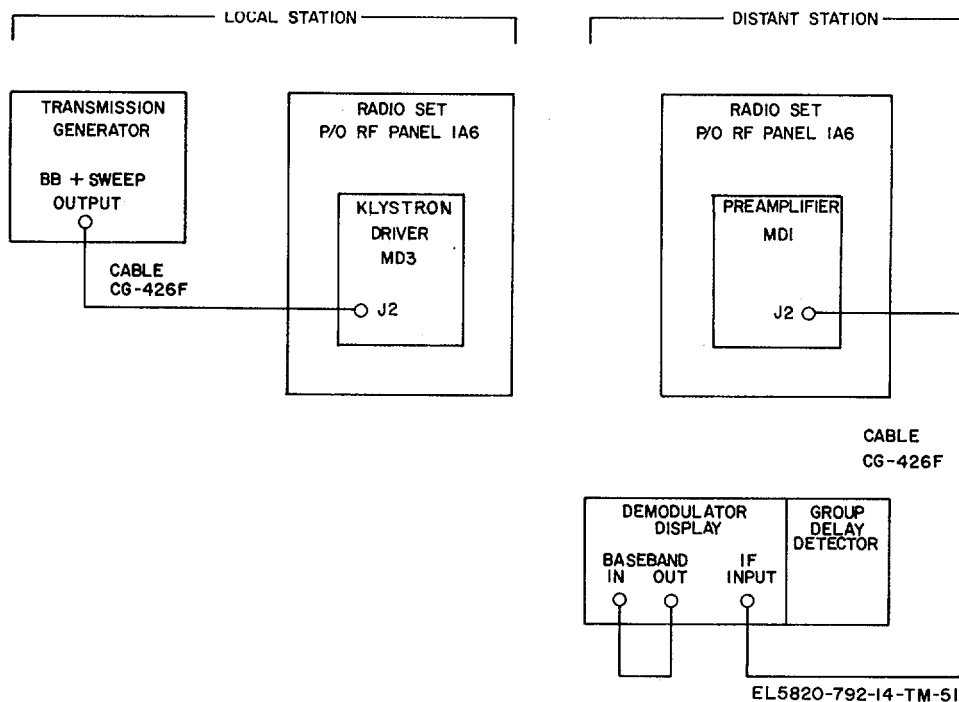 LOCAL STATION
DISTANT STATION
TRANSMISSION
GENERATOR
BB + SWEEP
OUTPUT
CABLE
CG-426F
RADIO SET
P/O RF PANEL 1A6
KLYSTRON
DRIVER
MD3
J2
RADIO SET
P/O RF PANEL 1A6
PREAMPLIFIER
MD1
J2
CABLE
CG-426F
DEMODULATOR
DISPLAY
BASEBAND
IN OUT
IF
INPUT
GROUP
DELAY
DETECTOR
EL5820-792-14-TM-51